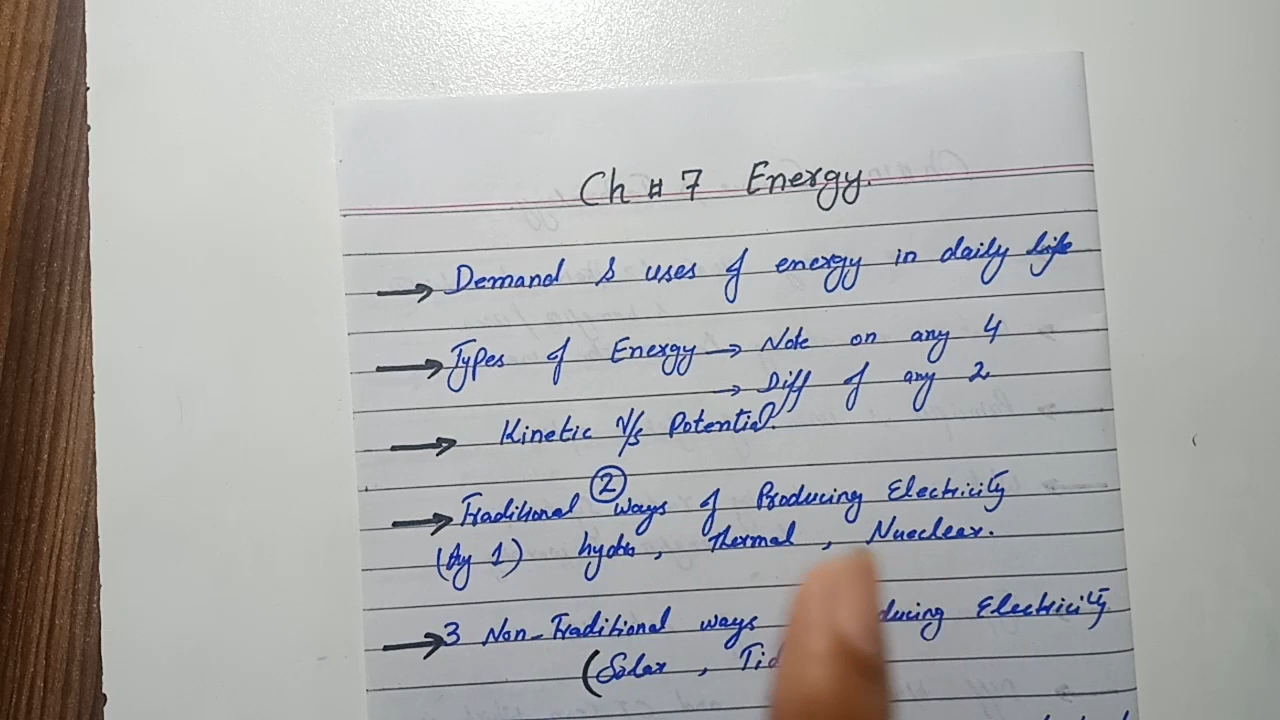 Ch # 7 Energy.
→ Demand & uses of energy in daily life
→ Types of Energy → Note on any 4
→ Diff of any 2
→ Kinetic V/s Potential.
→ Traditional ② ways of Producing Electricity
(Any 1) hydro, Thermal, Nueclear.
→ 3 Non-Traditional ways ducing Electricity
(Solar, Tid